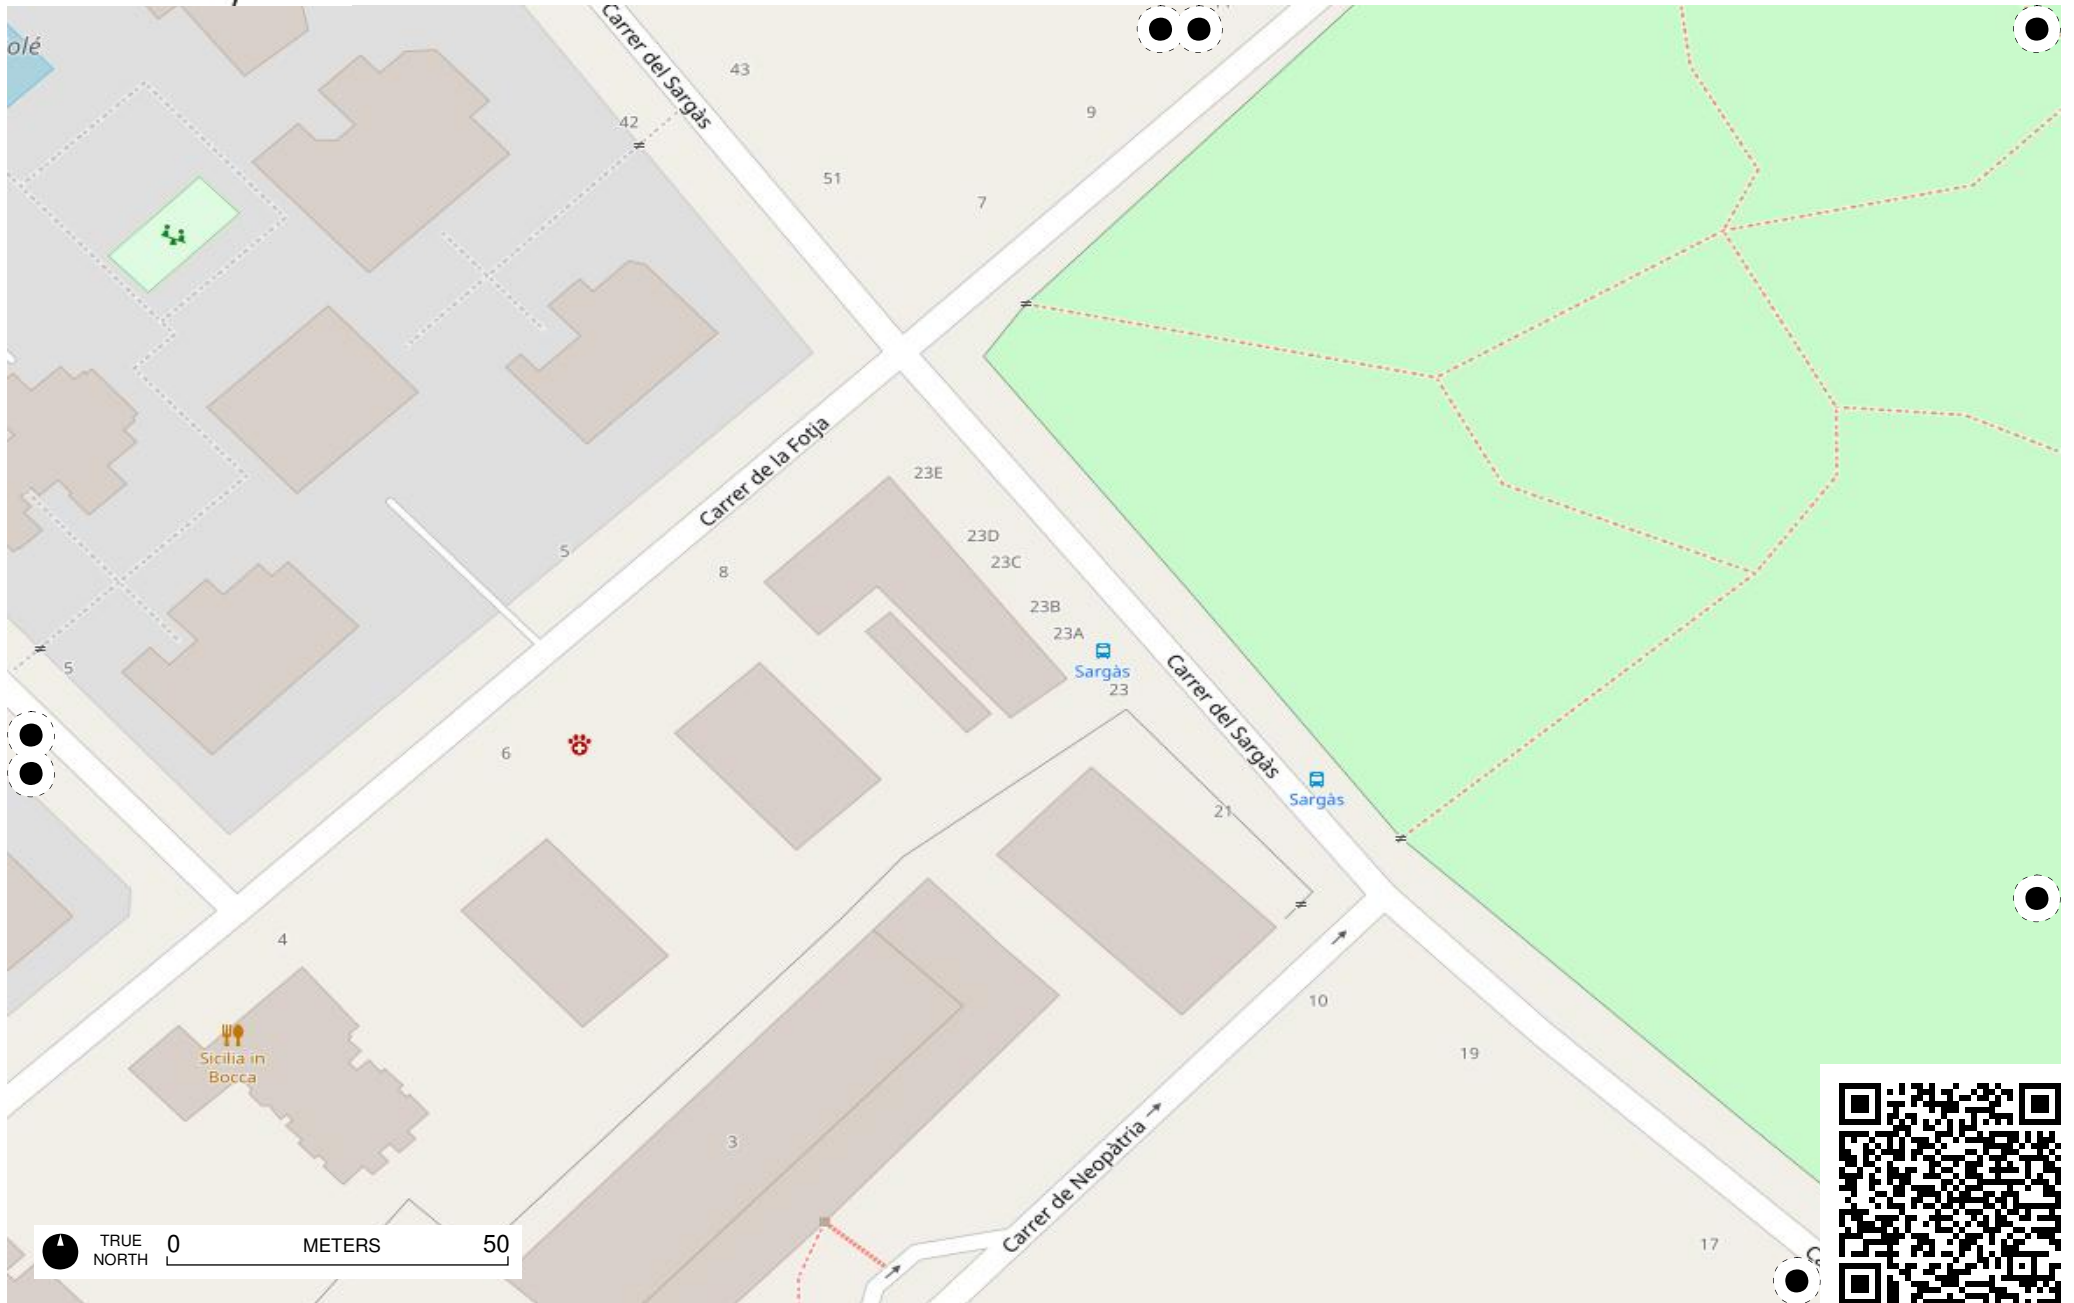 olé
Carrer del Sargàs
43
42
9
51
7
Carrer de la Fotja
23E
23D
23C
5
8
23B
23A
Sargàs
23
5
Carrer del Sargàs
6
Sargàs
21
4
10
Sicilia in
Bocca
19
3
Carrer de Neopàtria
17
TRUE
NORTH
0
METERS
50